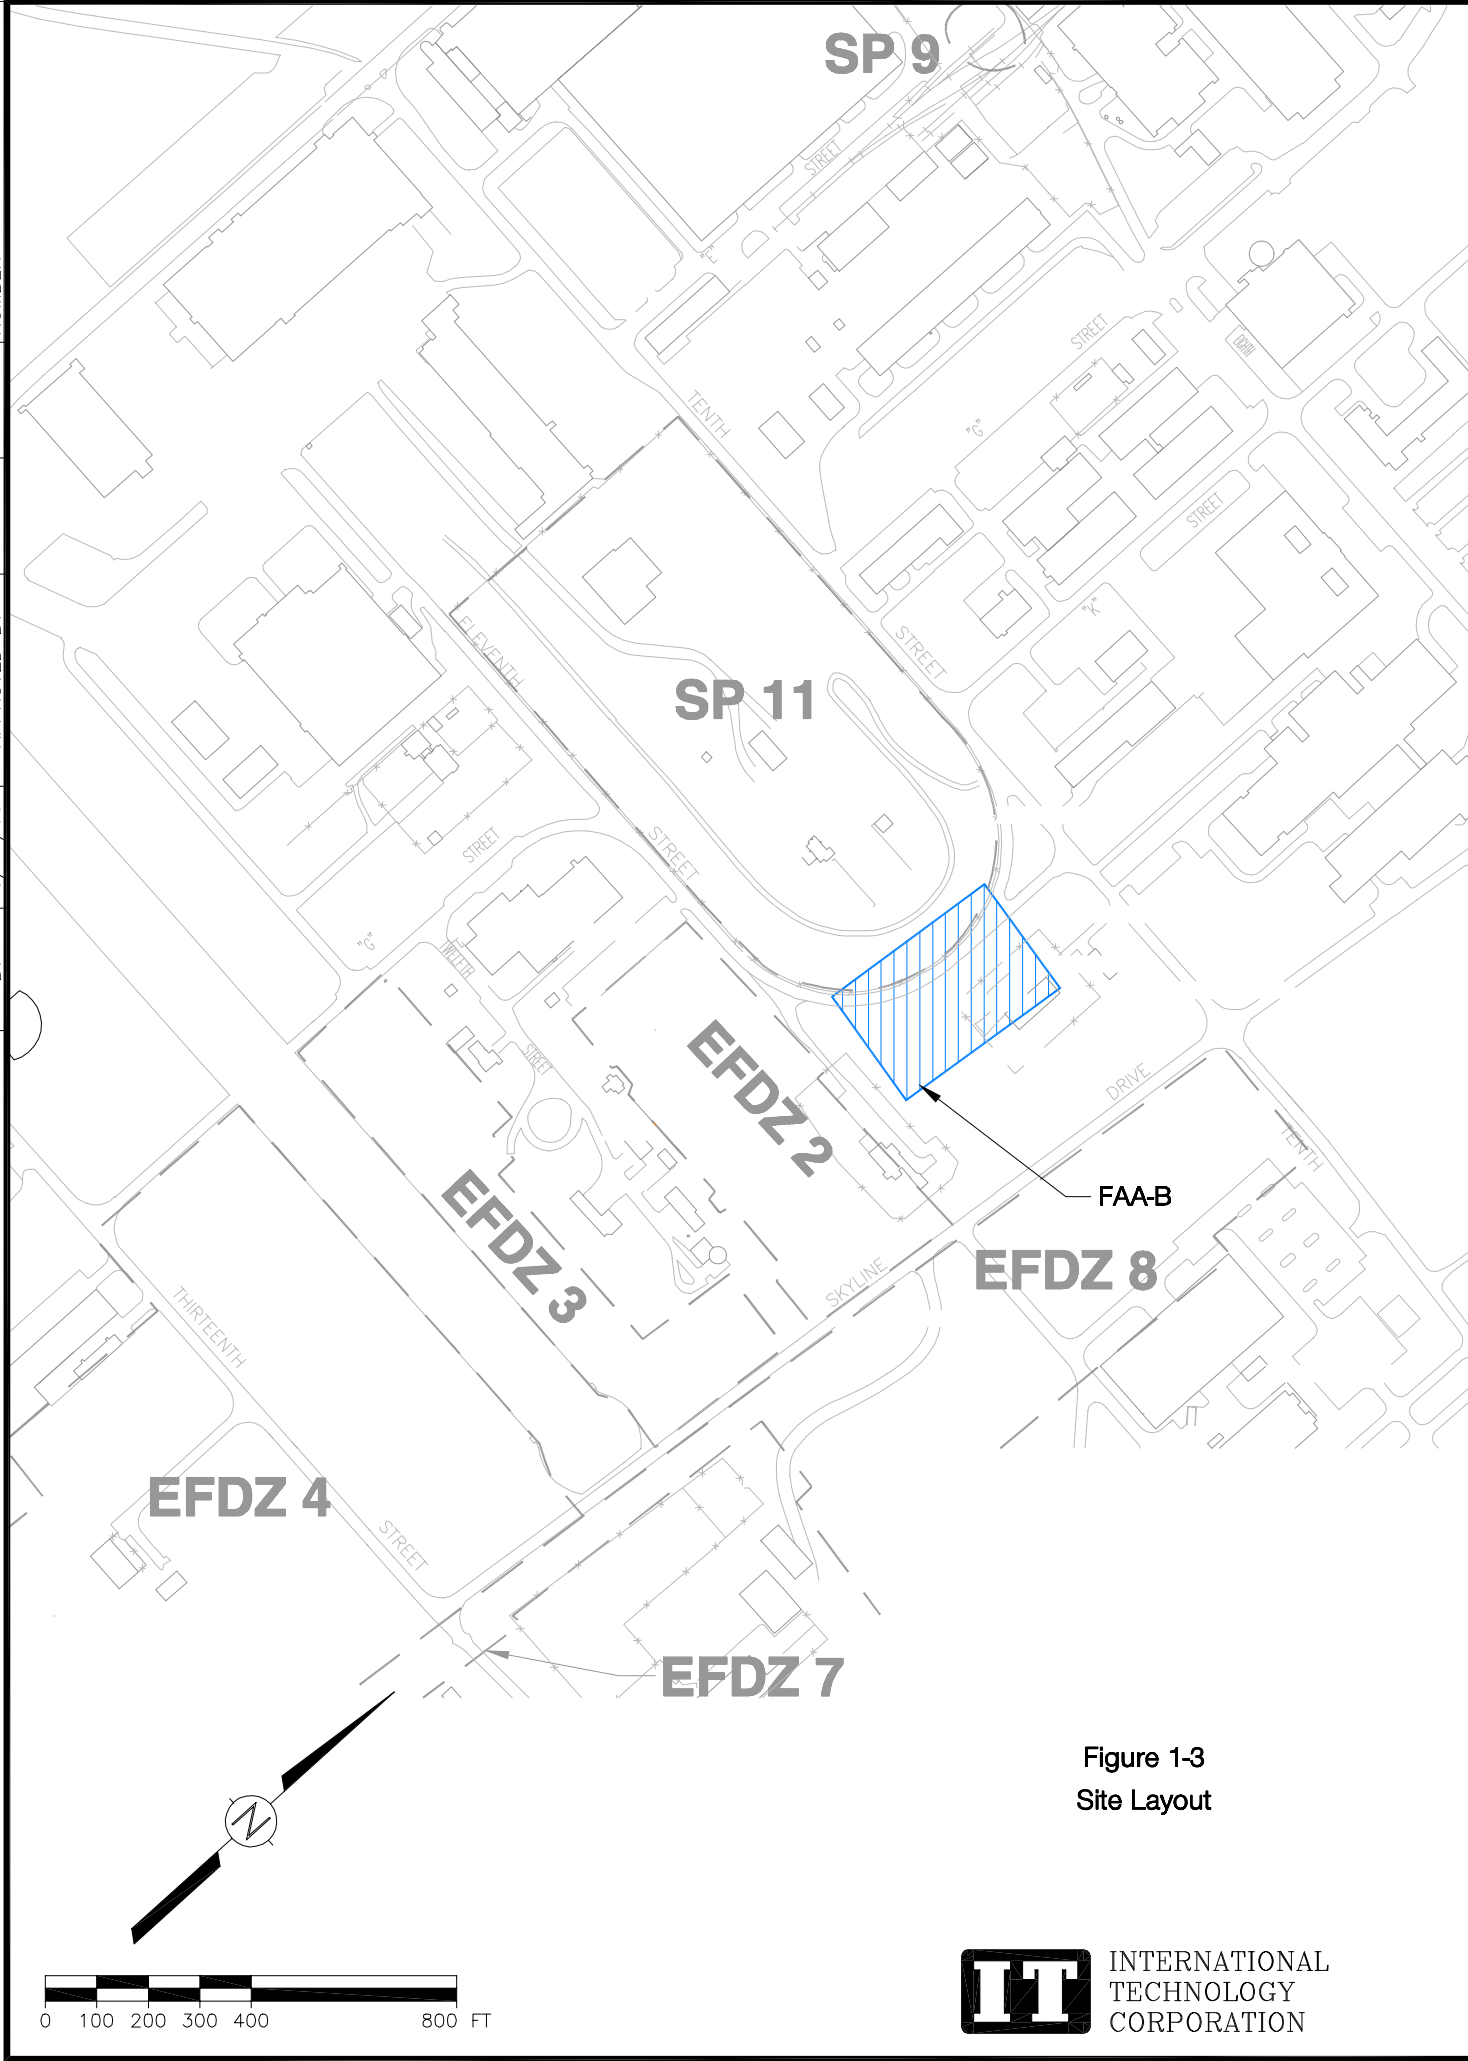 SP 9
STREET
"F"
STREET
EIGHTH
TENTH
"G"
STREET
"K"
ELEVENTH
STREET
SP 11
STREET
STREET
"G"
TWELFTH
STREET
EFDZ 2
DRIVE
TENTH
FAA-B
EFDZ 3
SKYLINE
EFDZ 8
THIRTEENTH
EFDZ 4
STREET
EFDZ 7
Figure 1-3
Site Layout
N
0 100 200 300 400 800 FT
IT
INTERNATIONAL
TECHNOLOGY
CORPORATION